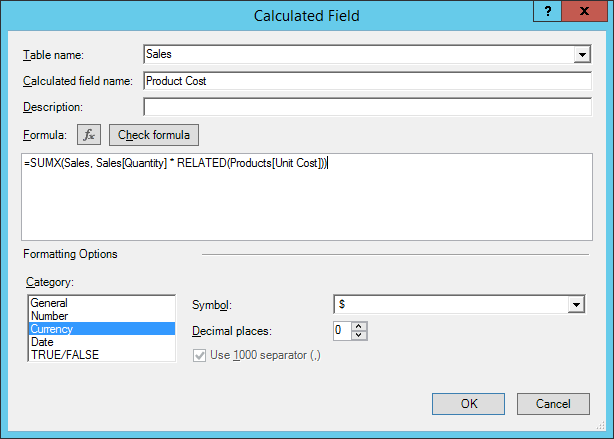 Calculated Field
? x
Table name: Sales
Calculated field name: Product Cost
Description:
Formula: fx Check formula
=SUMX(Sales, Sales[Quantity] * RELATED(Products[Unit Cost]))
Formatting Options
Category:
General
Number
Currency
Date
TRUE/FALSE
Symbol: $
Decimal places: 0
Use 1000 separator (,)
OK Cancel